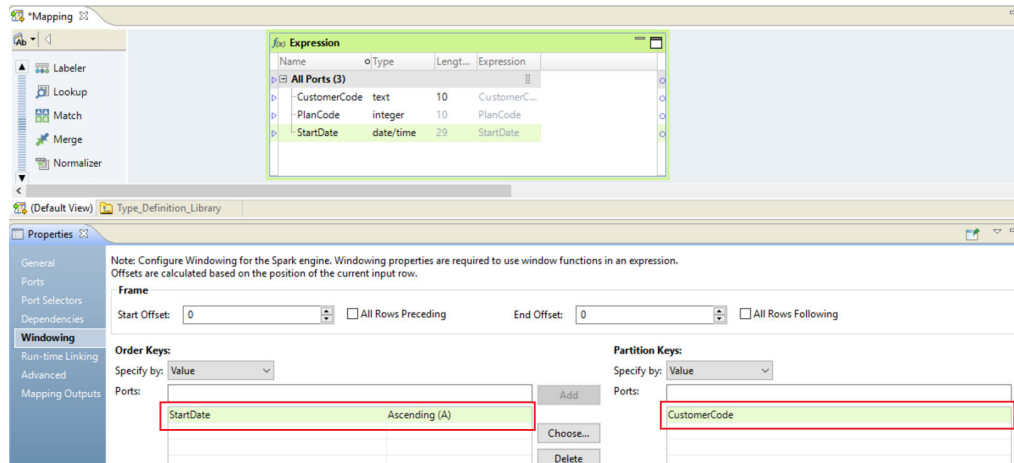 *Mapping
Ab
Labeler
Lookup
Match
Merge
Normalizer
f(x) Expression
Name Type Lengt... Expression
All Ports (3)
CustomerCode text 10 CustomerC...
PlanCode integer 10 PlanCode
StartDate date/time 29 StartDate
(Default View) Type_Definition_Library
Properties
General
Ports
Port Selectors
Dependencies
Windowing
Run-time Linking
Advanced
Mapping Outputs
Note: Configure Windowing for the Spark engine. Windowing properties are required to use window functions in an expression.
Offsets are calculated based on the position of the current input row.
Frame
Start Offset: 0 All Rows Preceding End Offset: 0 All Rows Following
Order Keys: Partition Keys:
Specify by: Value Specify by: Value
Ports: Add Ports:
StartDate Ascending (A) CustomerCode
Choose...
Delete